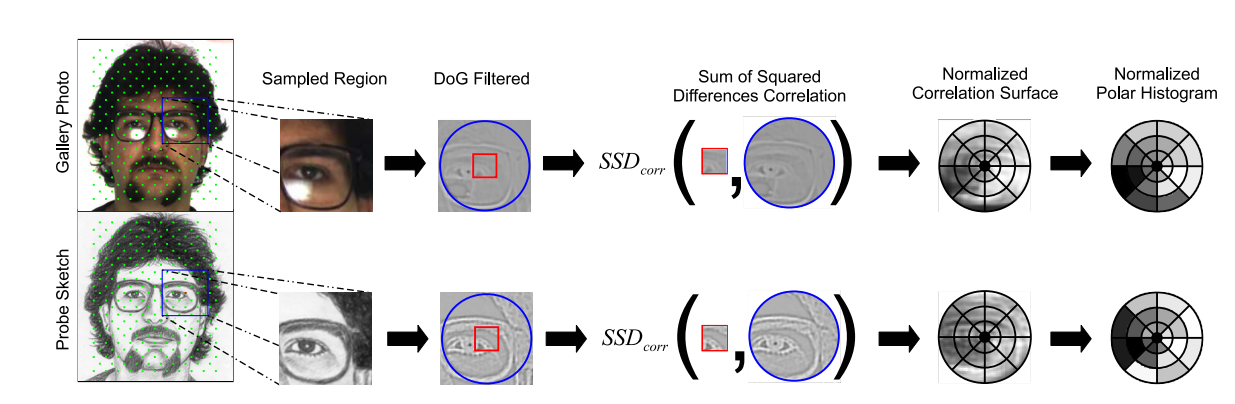 Gallery Photo
Sampled Region
DoG Filtered
Sum of Squared
Differences Correlation
Normalized
Correlation Surface
Normalized
Polar Histogram
SSDcorr ( , )
Probe Sketch
SSDcorr ( , )